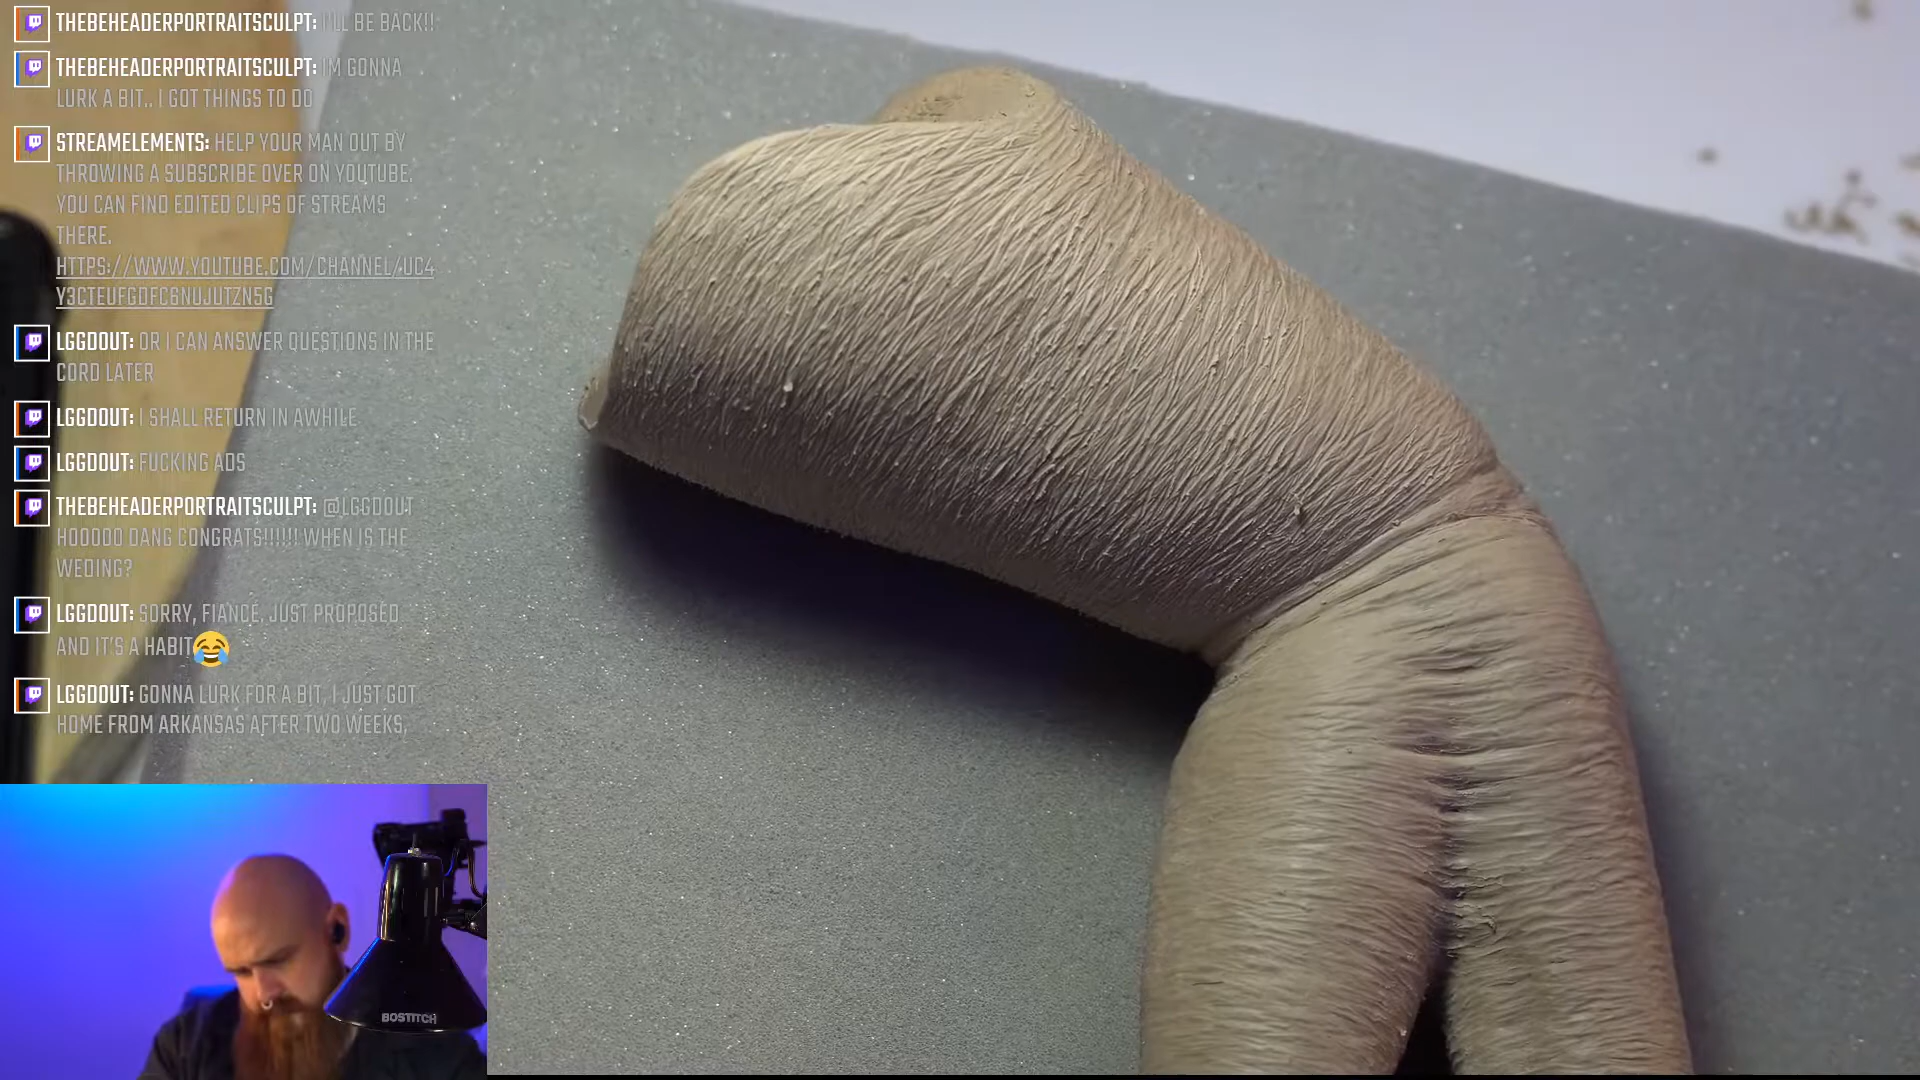 THEBEHEADERPORTRAITSCULPT: I'LL BE BACK!!
THEBEHEADERPORTRAITSCULPT: IM GONNA
LURK A BIT.. I GOT THINGS TO DO
STREAMELEMENTS: HELP YOUR MAN OUT BY
THROWING A SUBSCRIBE OVER ON YOUTUBE.
YOU CAN FIND EDITED CLIPS OF STREAMS
THERE.
HTTPS://WWW.YOUTUBE.COM/CHANNEL/UC4
LGGDOUT: OR I CAN ANSWER QUESTIONS IN THE
CORD LATER
LGGDOUT: I SHALL RETURN IN AWHILE
LGGDOUT: FUCKING ADS
THEBEHEADERPORTRAITSCULPT: @LGGDOUT
HOOOOO DANG CONGRATS!!!!!! WHEN IS THE
WEDING?
LGGDOUT: SORRY, FIANCÉ. JUST PROPOSED
AND IT'S A HABIT😂
LGGDOUT: GONNA LURK FOR A BIT, I JUST GOT
HOME FROM ARKANSAS AFTER TWO WEEKS,
BOSTITCH